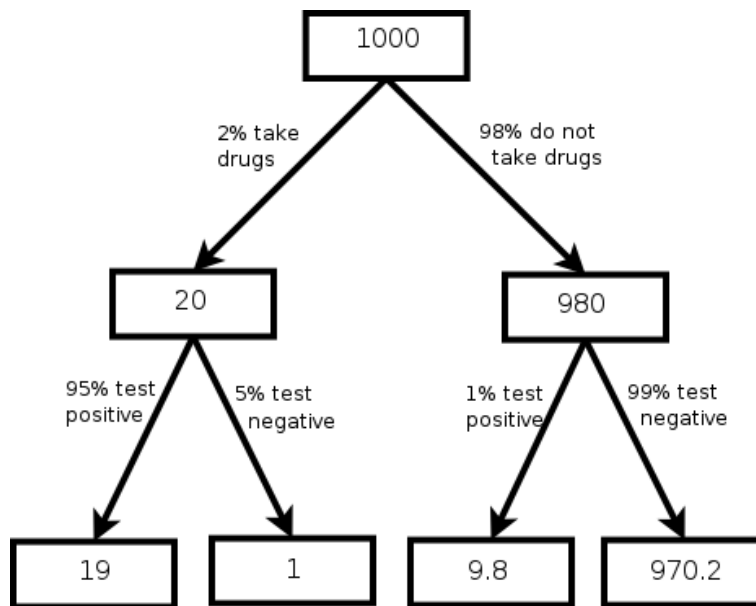 1000
2% take
drugs
98% do not
take drugs
20
980
95% test
positive
5% test
negative
1% test
positive
99% test
negative
19
1
9.8
970.2